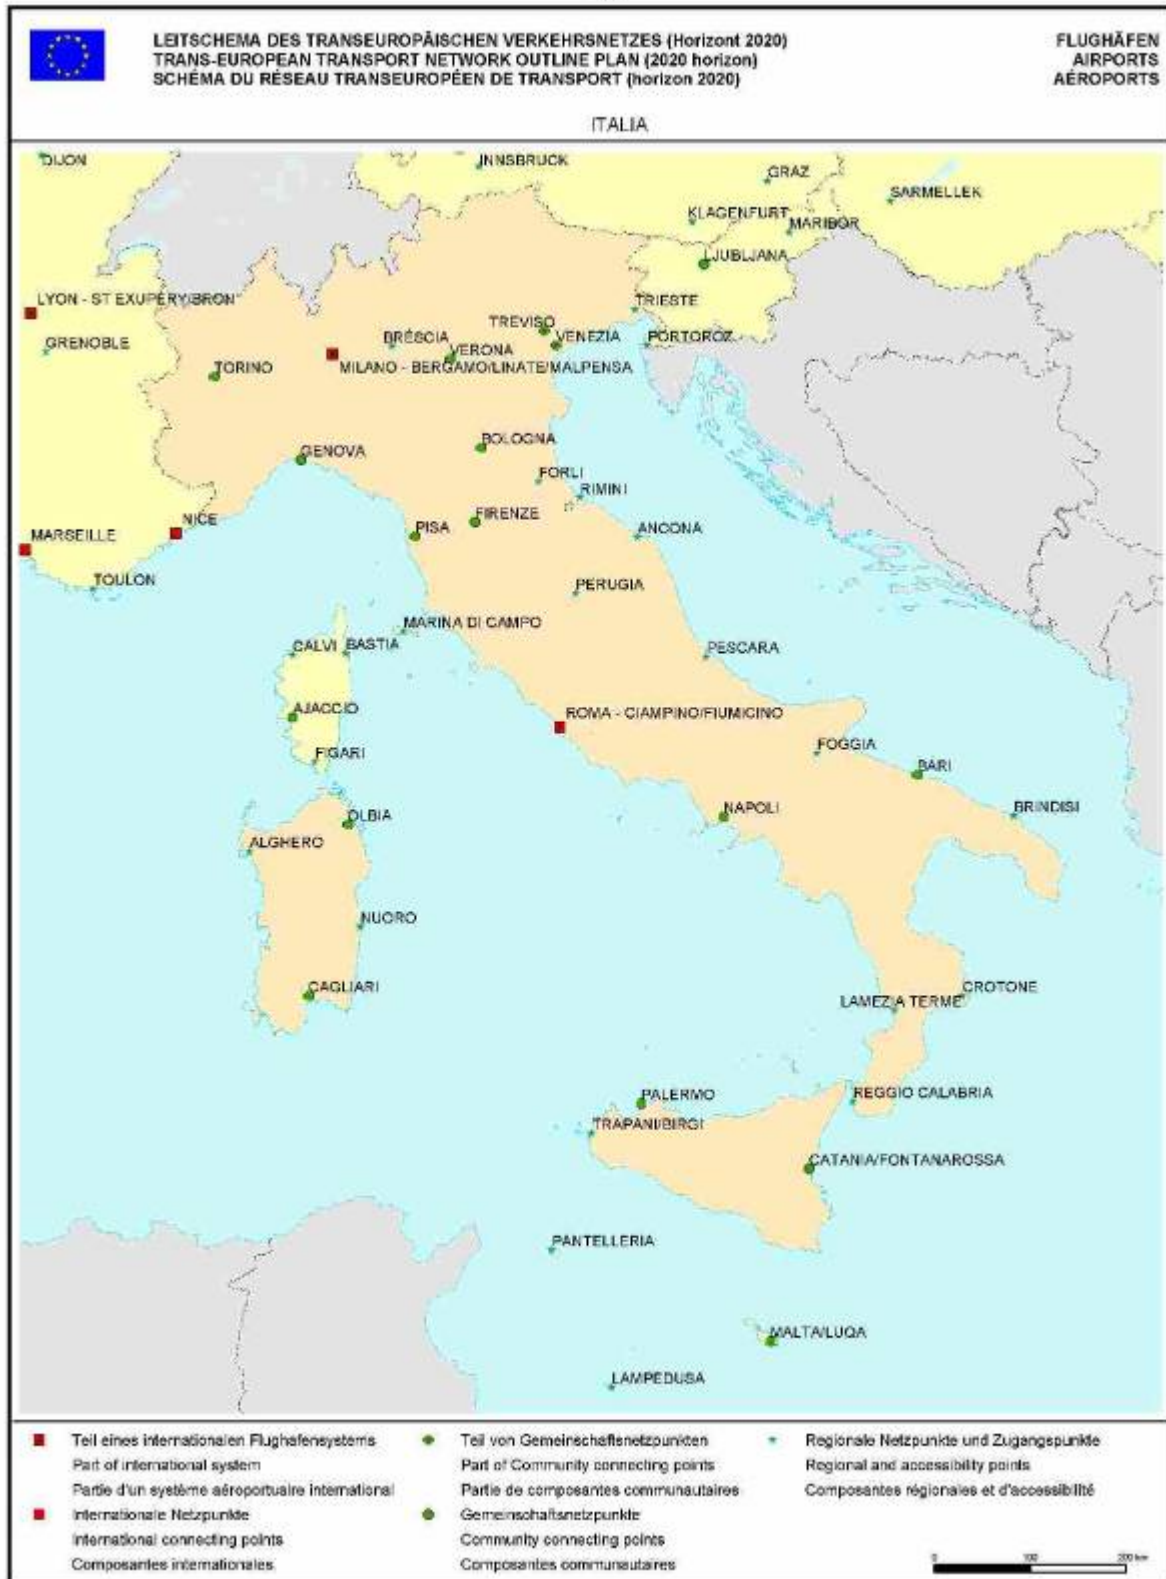 LEITSCHEMA DES TRANSEUROPÄISCHEN VERKEHRSNETZES (Horizont 2020)
TRANS-EUROPEAN TRANSPORT NETWORK OUTLINE PLAN (2020 horizon)
SCHÉMA DU RÉSEAU TRANSEUROPÉEN DE TRANSPORT (horizon 2020)
FLUGHÄFEN
AIRPORTS
AÉROPORTS
ITALIA
DIJON
INNSBRUCK
GRAZ
SARMELLEK
KLAGENFURT
MARIBOR
LJUBLJANA
LYON - ST EXUPÉRY/BRON
TRIESTE
TREVISO
VENEZIA
PORTOROZ
GRENOBLE
BRÉSCIA
VERONA
TORINO
MILANO - BERGAMO/LINATE/MALPENSA
BOLOGNA
GENOVA
FORLI
RIMINI
NICE
PISA
FIRENZE
ANCONA
MARSEILLE
TOULON
PERUGIA
MARINA DI CAMPO
CALVI
BASTIA
PESCARA
AJACCIO
ROMA - CIAMPINO/FIUMICINO
FIGARI
FOGGIA
BARI
OLBIA
NAPOLI
BRINDISI
ALGHERO
NUORO
CAGLIARI
LAMEZIA TERME
CROTONE
PALERMO
REGGIO CALABRIA
TRAPANI/BIRGI
CATANIA/FONTANAROSSA
PANTELLERIA
MALTA/LUQA
LAMPEDUSA
Teil eines internationalen Flughafensystems
Part of international system
Partie d'un système aéroportuaire international
Internationale Netzpunkte
International connecting points
Composantes internationales
Teil von Gemeinschaftsnetzpunkten
Part of Community connecting points
Partie de composantes communautaires
Gemeinschaftsnetzpunkte
Community connecting points
Composantes communautaires
Regionale Netzpunkte und Zugangspunkte
Regional and accessibility points
Composantes régionales et d'accessibilité
0 100 200 km